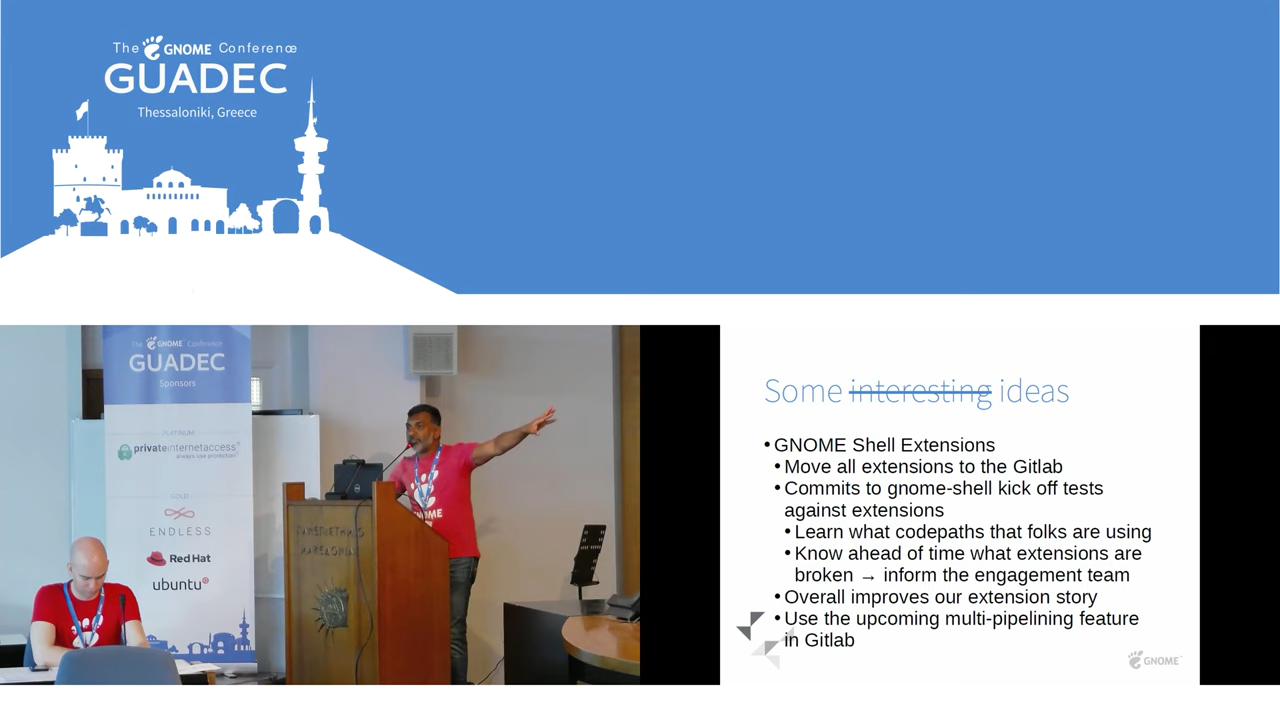 The GNOME Conference
GUADEC
Thessaloniki, Greece
The GNOME Conference
GUADEC
Sponsors
PLATINUM
privateinternetaccess
always use protection
GOLD
ENDLESS
Red Hat
ubuntu
GNOME
Some interesting ideas
• GNOME Shell Extensions
• Move all extensions to the Gitlab
• Commits to gnome-shell kick off tests
against extensions
• Learn what codepaths that folks are using
• Know ahead of time what extensions are
broken → inform the engagement team
• Overall improves our extension story
• Use the upcoming multi-pipelining feature
in Gitlab
GNOME